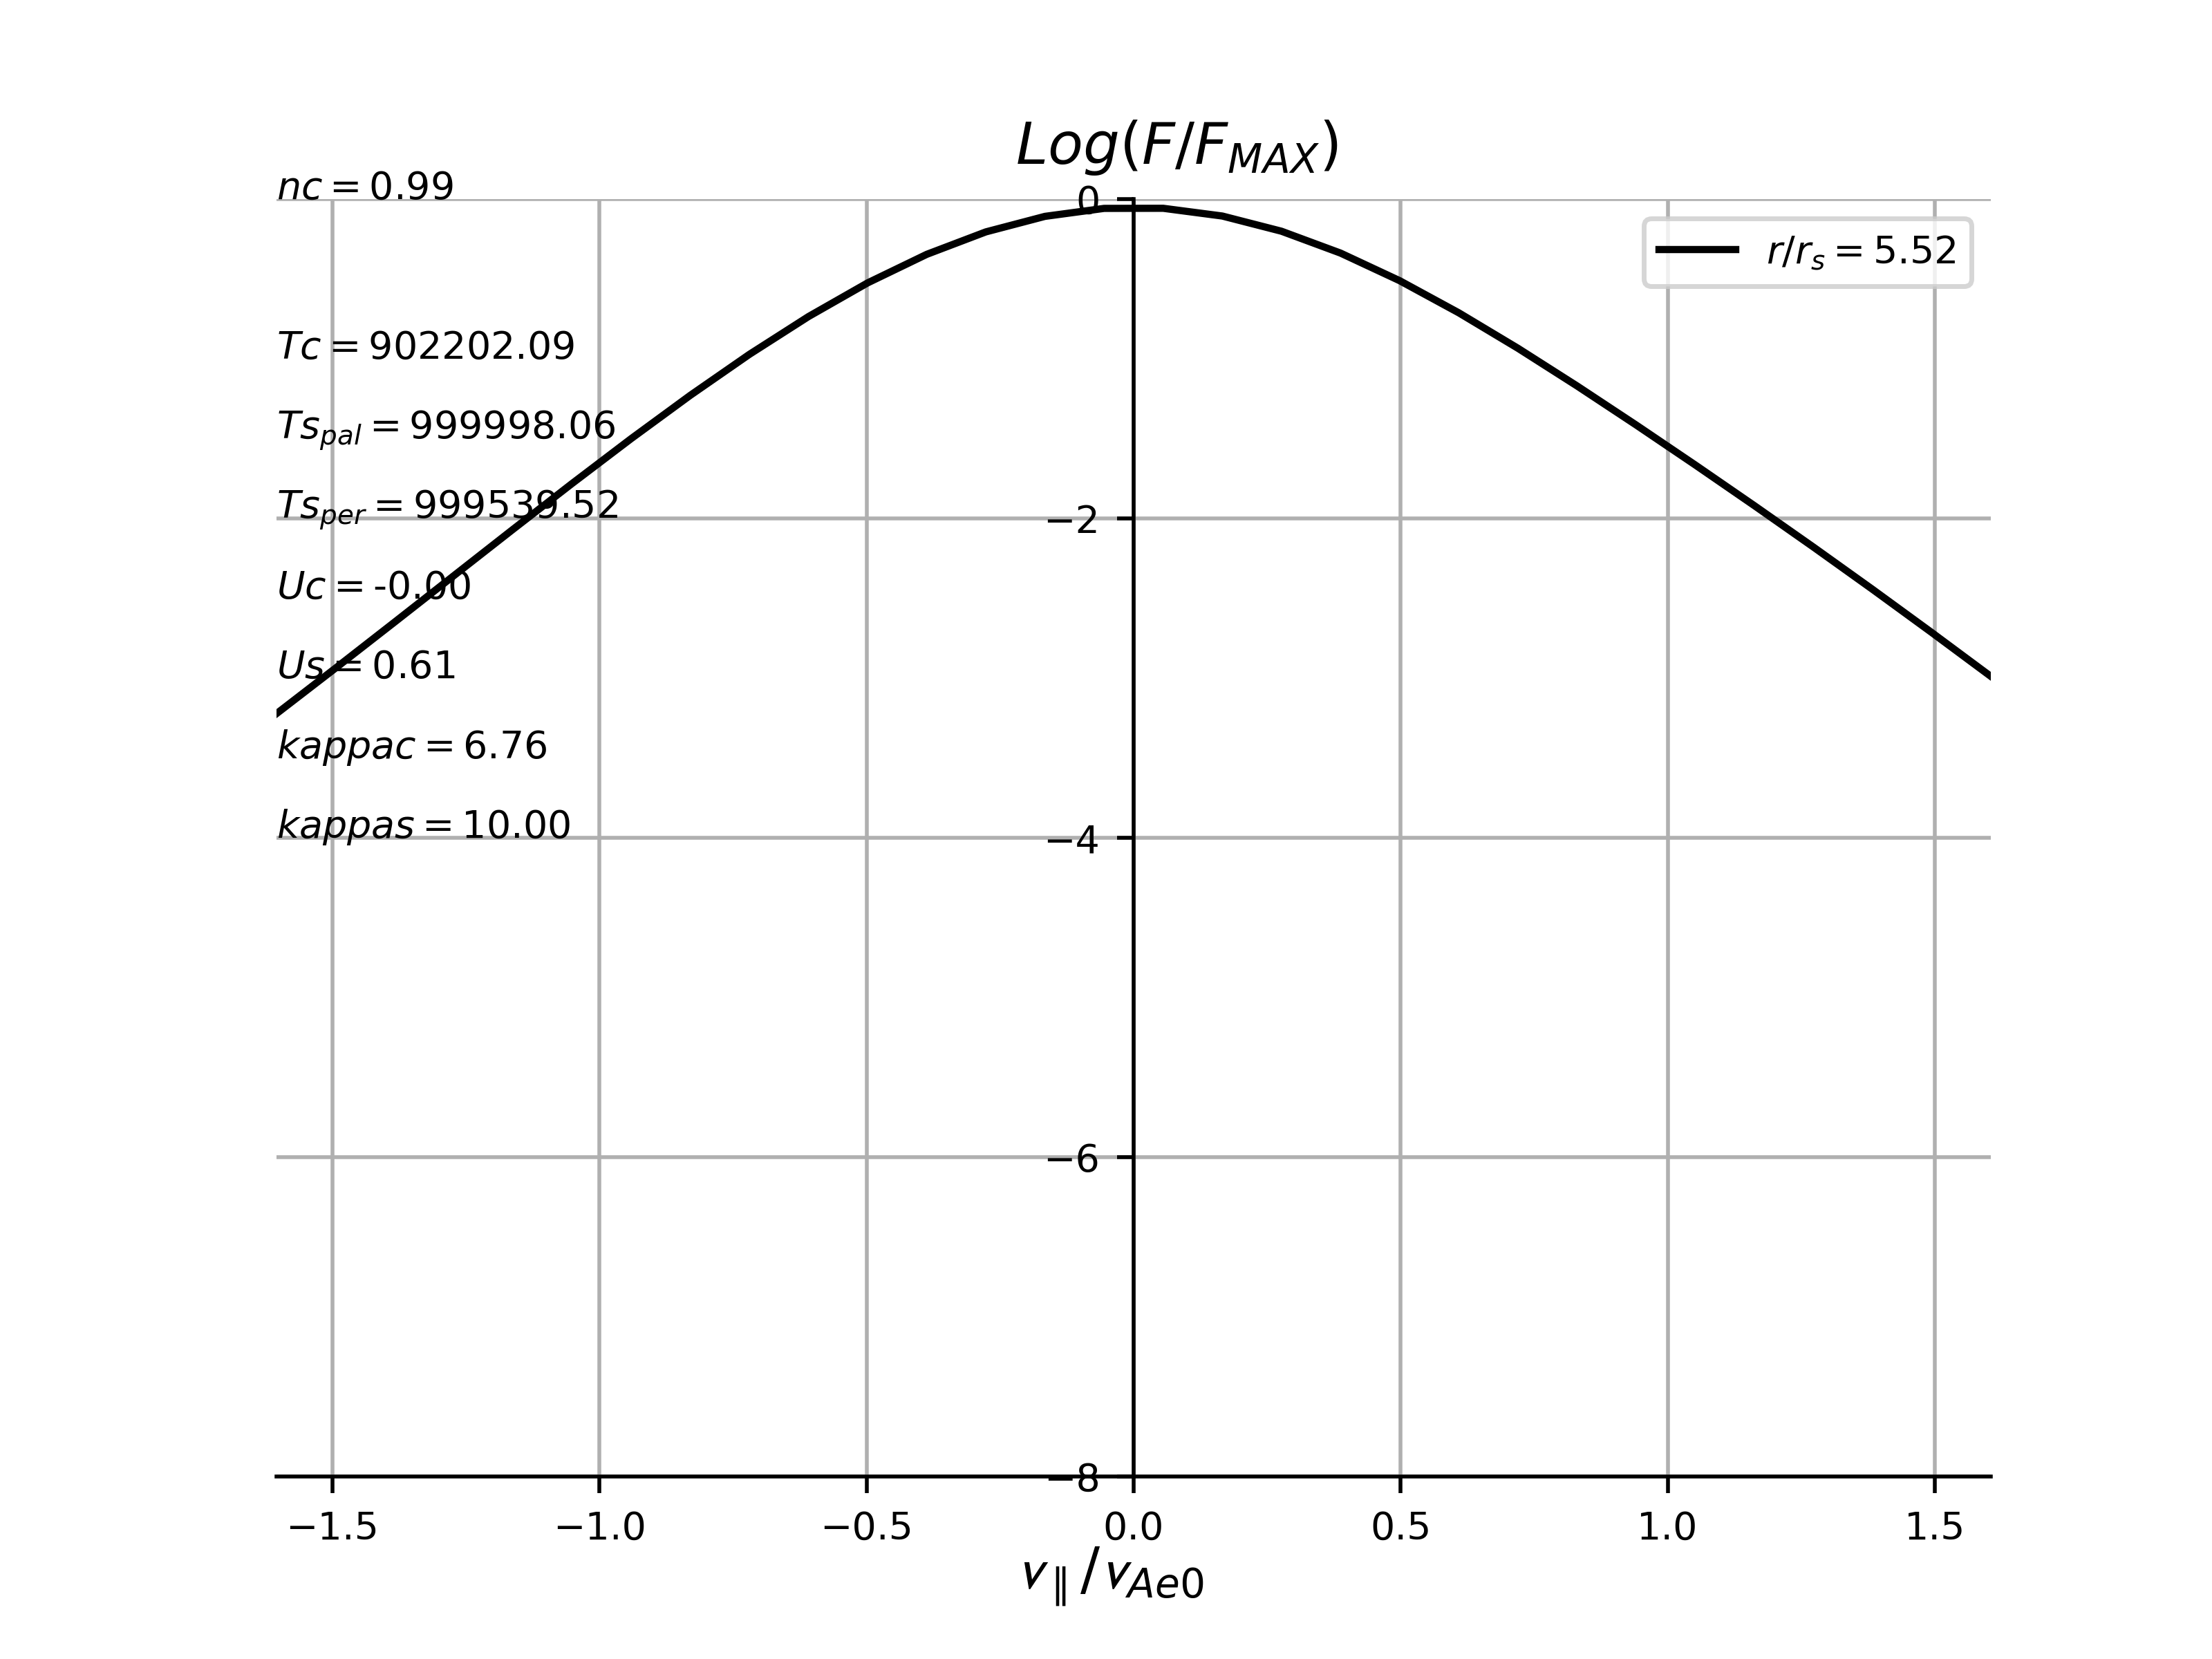 Log(F/F_MAX)
nc = 0.99
0
r/r_s = 5.52
Tc = 902202.09
Ts_pal = 999998.06
Ts_per = 999539.52
−2
Uc = -0.00
Us = 0.61
kappac = 6.76
kappas = 10.00
−4
−6
−8
−1.5 −1.0 −0.5 0.0 0.5 1.0 1.5
v_∥/v_Ae0